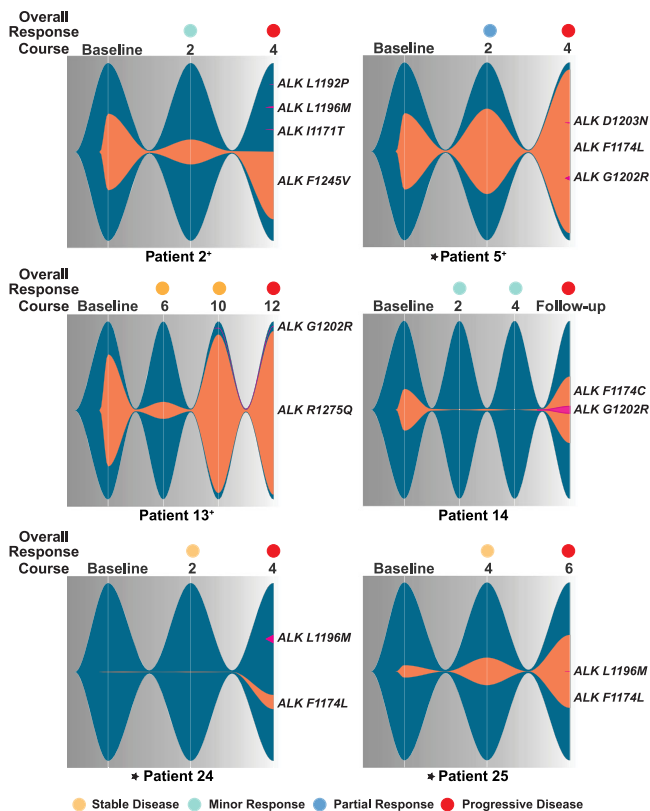 Overall
Response
Course Baseline 2 4
ALK L1192P
ALK L1196M
ALK I1171T
ALK F1245V
Patient 2+
2 4
ALK D1203N
ALK F1174L
ALK G1202R
★ Patient 5+
Overall
Response
Course Baseline 6 10 12
ALK G1202R
ALK R1275Q
Patient 13+
Baseline 2 4 Follow-up
ALK F1174C
ALK G1202R
Patient 14
Overall
Response
Course Baseline 2 4
ALK L1196M
ALK F1174L
★ Patient 24
Baseline 4 6
ALK L1196M
ALK F1174L
★ Patient 25
Stable Disease Minor Response Partial Response Progressive Disease